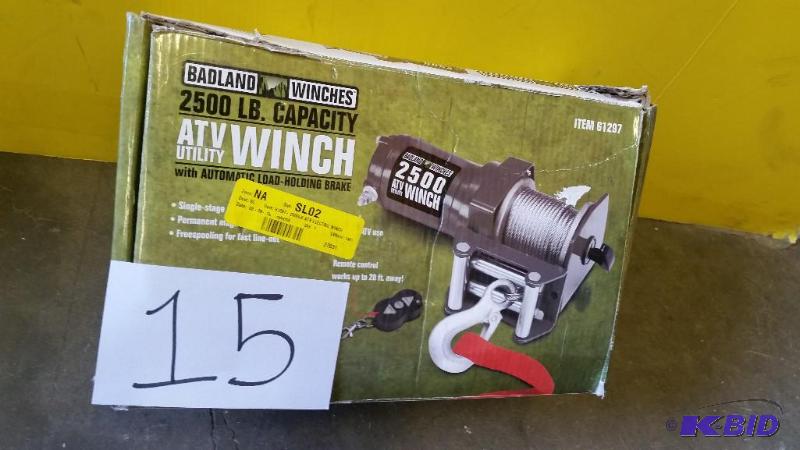 BADLAND WINCHES
2500 LB. CAPACITY
ATV UTILITY WINCH
with AUTOMATIC LOAD-HOLDING BRAKE
ITEM 61297
BADLAND WINCHES
2500
ATV UTILITY WINCH
NA
SL02
• Single-stage
• Permanent
• Freespooling for fast line-out
ATV use
Remote control
works up to 20 ft. away!
15
K-BID